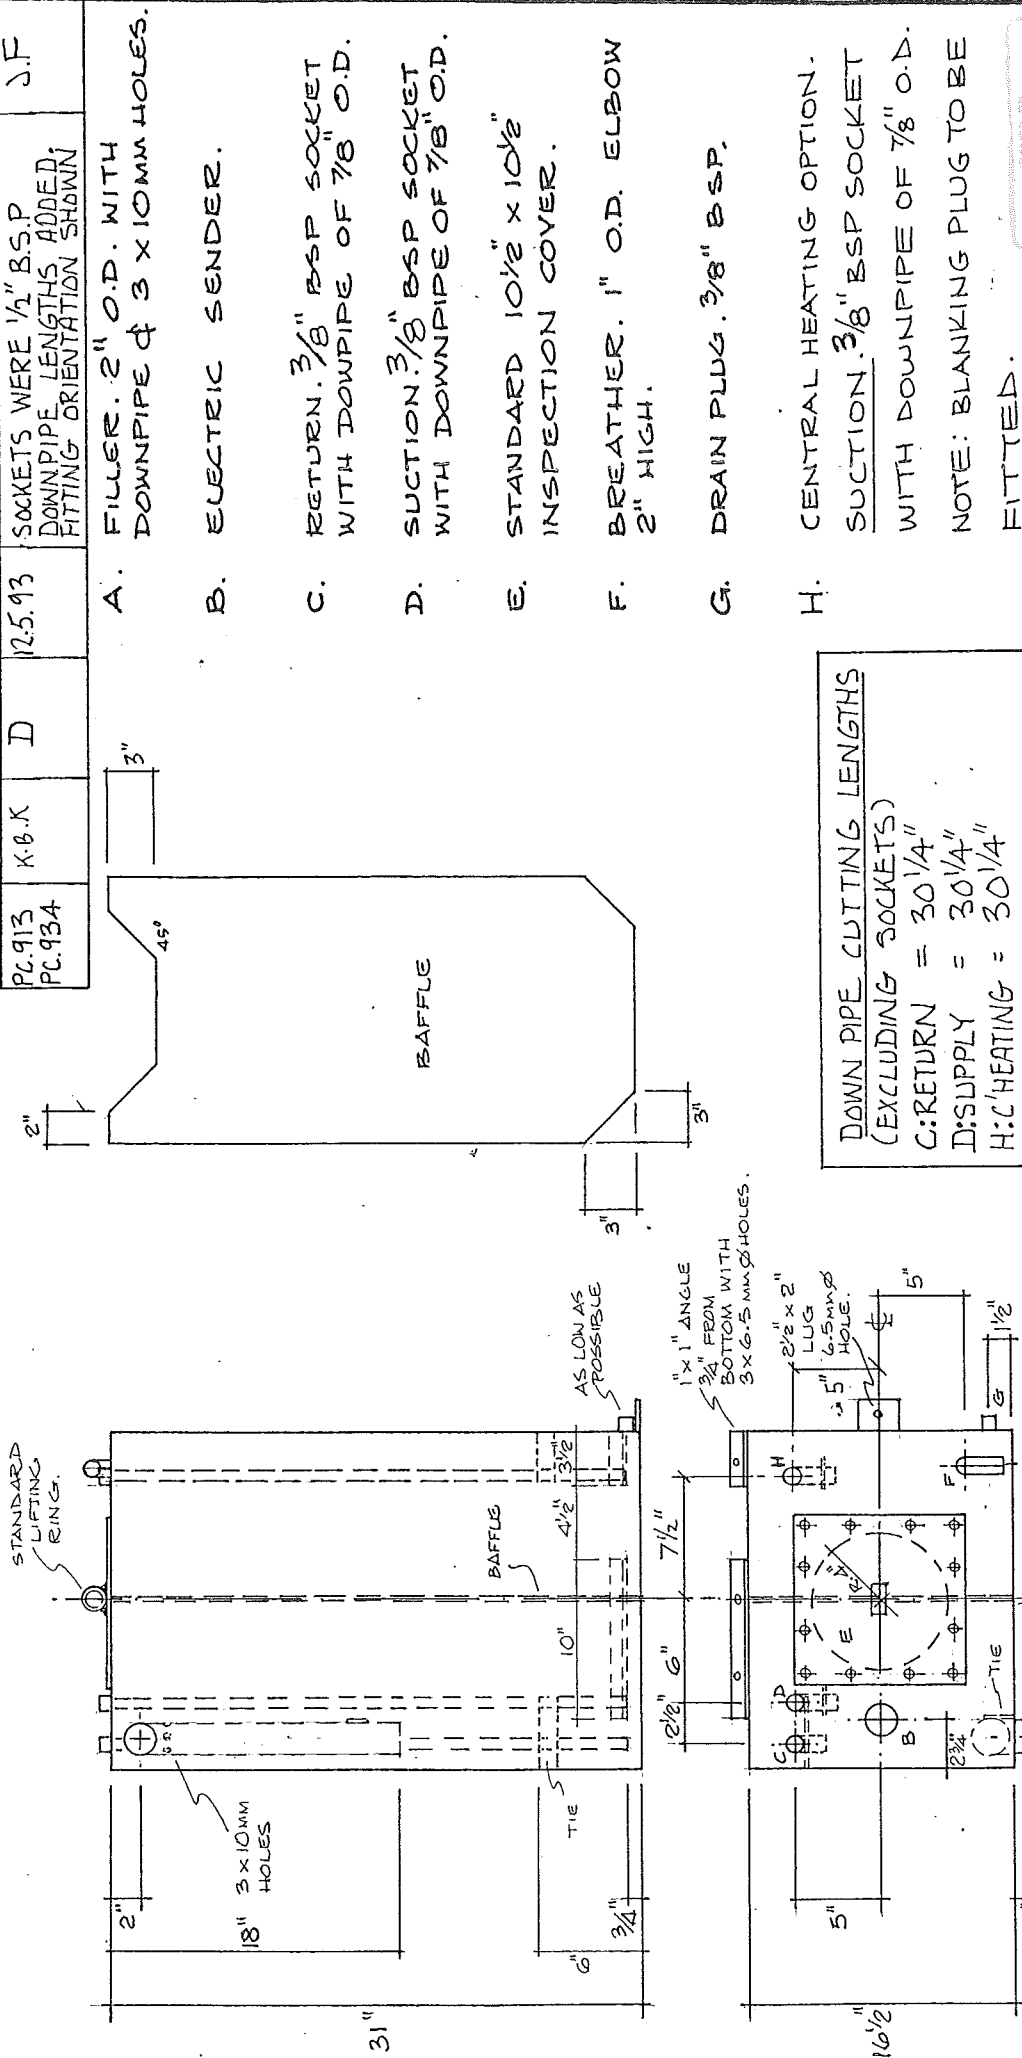 PC.913
PC.934
K.B.K
D
12.5.93
SOCKETS WERE 1/2" B.S.P
DOWNPIPE LENGTHS ADDED,
FITTING ORIENTATION SHOWN
J.F
A. FILLER. 2" O.D. WITH
DOWNPIPE & 3 x 10MM HOLES.
B. ELECTRIC SENDER.
C. RETURN. 3/8" BSP SOCKET
WITH DOWPIPE OF 7/8" O.D.
D. SUCTION. 3/8" BSP SOCKET
WITH DOWNPIPE OF 7/8" O.D.
E. STANDARD 10 1/2" x 10 1/2"
INSPECTION COVER.
F. BREATHER. 1" O.D. ELBOW
2" HIGH.
G. DRAIN PLUG. 3/8" BSP.
H. CENTRAL HEATING OPTION.
SUCTION. 3/8" BSP SOCKET
WITH DOWNPIPE OF 7/8" O.D.
NOTE: BLANKING PLUG TO BE
FITTED.
2"
3"
45°
BAFFLE
3"
3"
DOWN PIPE CUTTING LENGTHS
(EXCLUDING SOCKETS)
C:RETURN = 30 1/4"
D:SUPPLY = 30 1/4"
H:C'HEATING = 30 1/4"
STANDARD
LIFTING
RING.
AS LOW AS
POSSIBLE
BAFFLE
3 1/2"
4 1/2"
10"
TIE
3 x 10MM
HOLES
2"
18"
6"
3/4"
31"
1" x 1" ANGLE
3/4" FROM
BOTTOM WITH
3 x 6.5 MM Ø HOLES.
2 1/2" x 2"
LUG
6.5MM Ø
HOLE.
7 1/2"
6"
2 1/2"
5"
5"
5"
1 1/2"
2 3/4"
16 1/2"
H
F
G
E
D
C
B
TIE